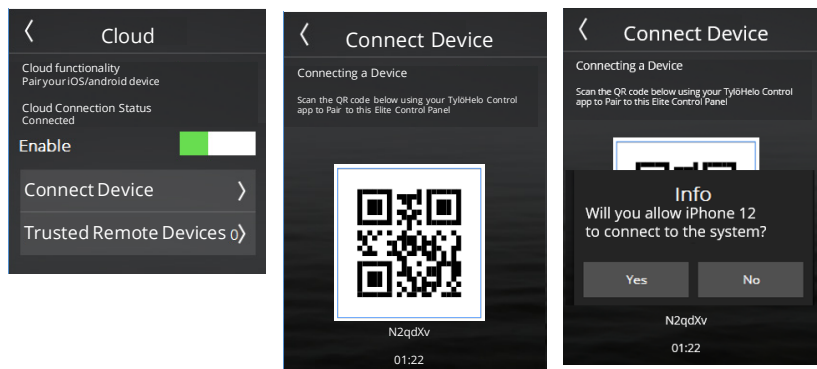 Cloud
Cloud functionality
Pair your iOS/android device
Cloud Connection Status
Connected
Enable
Connect Device
Trusted Remote Devices 0
Connect Device
Connecting a Device
Scan the QR code below using your TylöHelo Control
app to Pair to this Elite Control Panel
N2qdXv
01:22
Connect Device
Connecting a Device
Scan the QR code below using your TylöHelo Control
app to Pair to this Elite Control Panel
Info
Will you allow iPhone 12
to connect to the system?
Yes
No
N2qdXv
01:22